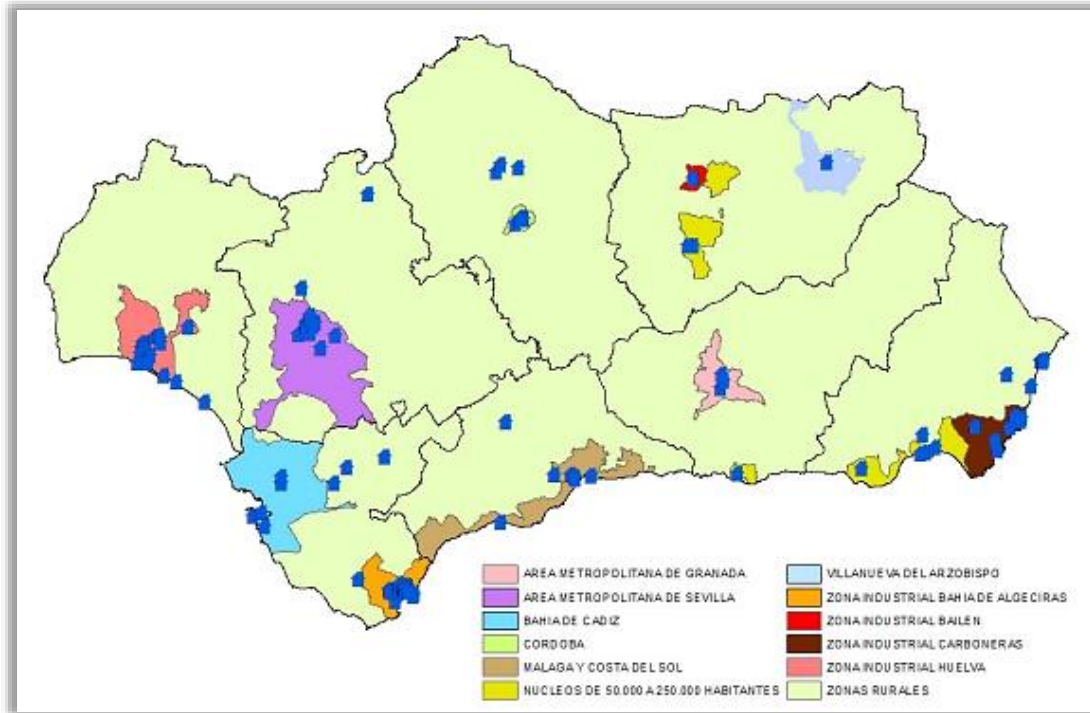 AREA METROPOLITANA DE GRANADA
AREA METROPOLITANA DE SEVILLA
BAHIA DE CADIZ
CORDOBA
MALAGA Y COSTA DEL SOL
NUCLEOS DE 50.000 A 250.000 HABITANTES
VILLANUEVA DEL ARZOBISPO
ZONA INDUSTRIAL BAHIA DE ALGECIRAS
ZONA INDUSTRIAL BAILEN
ZONA INDUSTRIAL CARBONERAS
ZONA INDUSTRIAL HUELVA
ZONAS RURALES